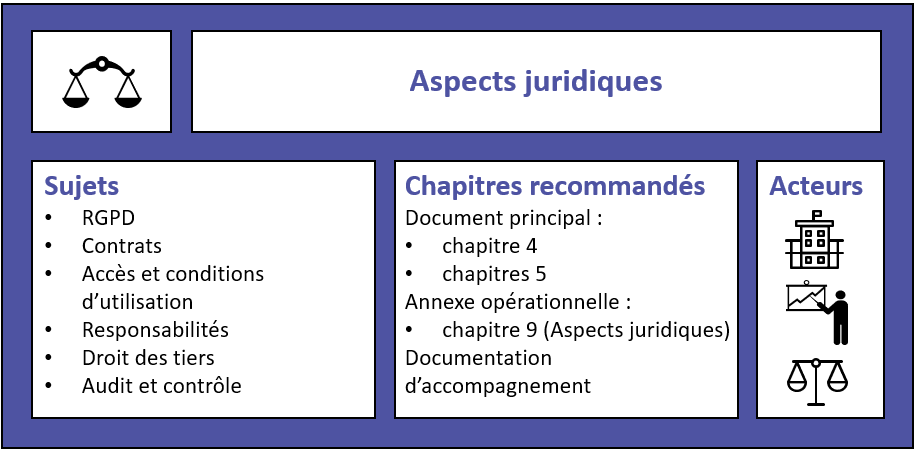 Aspects juridiques
Sujets
• RGPD
• Contrats
• Accès et conditions
d’utilisation
• Responsabilités
• Droit des tiers
• Audit et contrôle
Chapitres recommandés
Document principal :
• chapitre 4
• chapitres 5
Annexe opérationnelle :
• chapitre 9 (Aspects juridiques)
Documentation
d’accompagnement
Acteurs